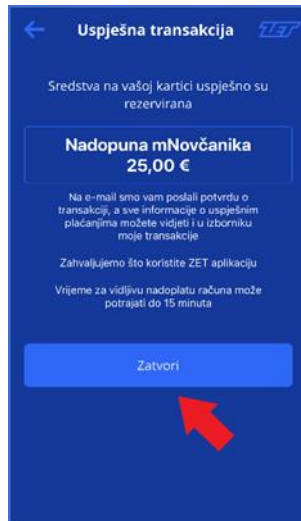 Uspješna transakcija
ZET
Sredstva na vašoj kartici uspješno su
rezervirana
Nadopuna mNovčanika
25,00 €
Na e-mail smo vam poslali potvrdu o
transakciji, a sve informacije o uspješnim
plaćanjima možete vidjeti i u izborniku
moje transakcije
Zahvaljujemo što koristite ZET aplikaciju
Vrijeme za vidljivu nadoplatu računa može
potrajati do 15 minuta
Zatvori